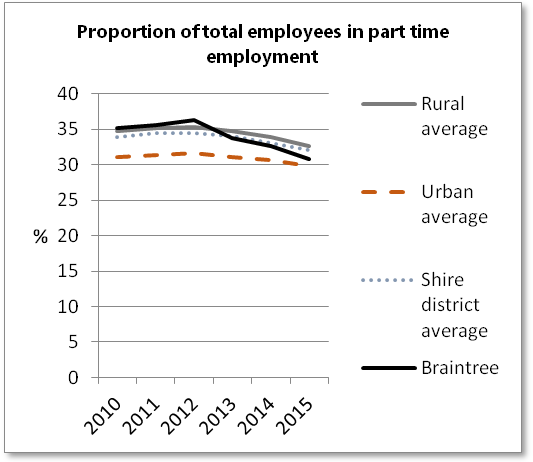 Proportion of total employees in part time
employment
40
35
30
25
20
15
10
5
0
%
2010
2011
2012
2013
2014
2015
Rural
average
Urban
average
Shire
district
average
Braintree